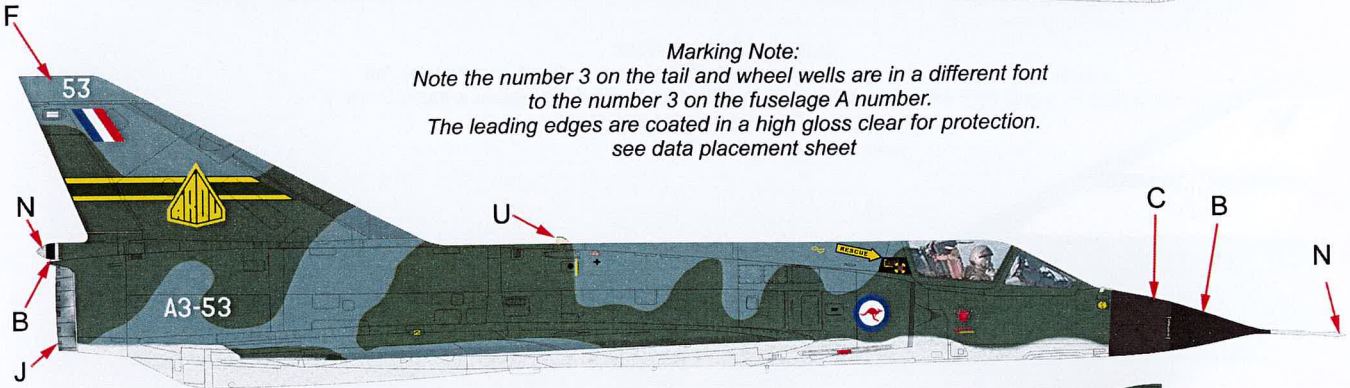 F
Marking Note:
53
Note the number 3 on the tail and wheel wells are in a different font
to the number 3 on the fuselage A number.
The leading edges are coated in a high gloss clear for protection.
see data placement sheet
ARDU
N
U
C
B
RESCUE
N
A3-53
B
J